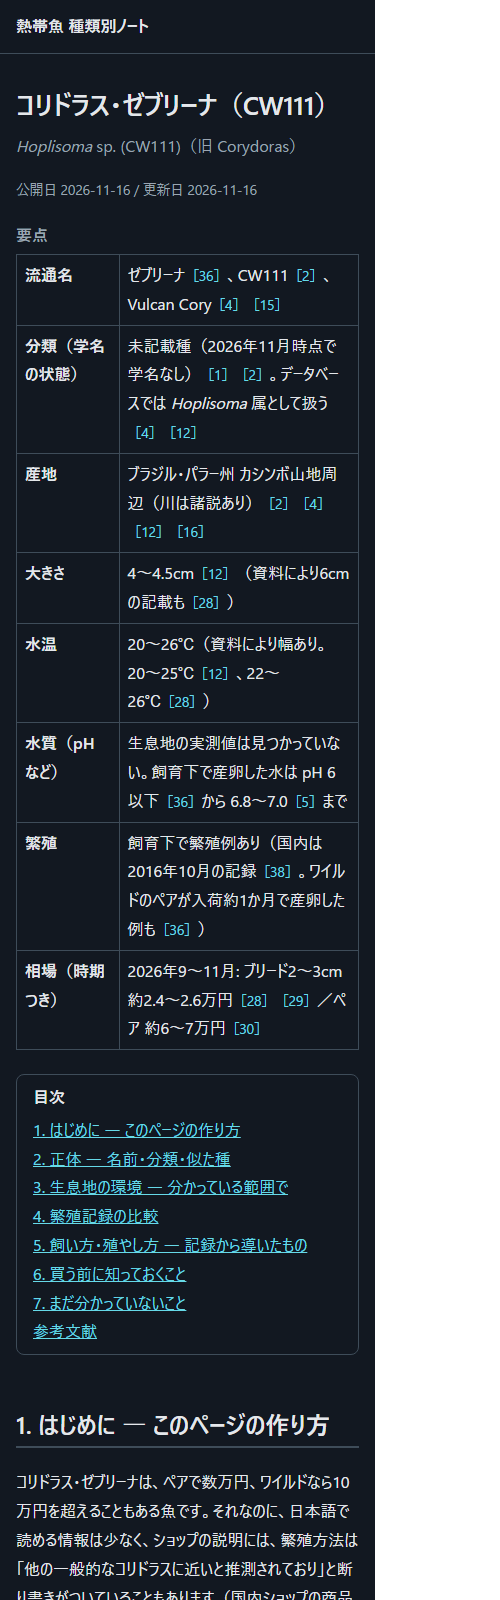 熱帯魚 種類別ノート
コリドラス・ゼブリーナ（CW111）
Hoplisoma sp. (CW111)（旧 Corydoras）
公開日 2026-11-16 / 更新日 2026-11-16
要点
流通名
ゼブリーナ［36］、CW111［2］、
Vulcan Cory［4］［15］
分類（学名
の状態）
未記載種（2026年11月時点で
学名なし）［1］［2］。データベー
スでは Hoplisoma 属として扱う
［4］［12］
産地
ブラジル・パラー州 カシンボ山地周
辺（川は諸説あり）［2］［4］
［12］［16］
大きさ
4〜4.5cm［12］（資料により6cm
の記載も［28］）
水温
20〜26℃（資料により幅あり。
20〜25℃［12］、22〜
26℃［28］）
水質（pH
など）
生息地の実測値は見つかっていな
い。飼育下で産卵した水は pH 6
以下［36］から 6.8〜7.0［5］まで
繁殖
飼育下で繁殖例あり（国内は
2016年10月の記録［38］。ワイル
ドのペアが入荷約1か月で産卵した
例も［36］）
相場（時期
つき）
2026年9〜11月: ブリード2〜3cm
約2.4〜2.6万円［28］［29］／ペ
ア 約6〜7万円［30］
目次
1. はじめに — このページの作り方
2. 正体 — 名前・分類・似た種
3. 生息地の環境 — 分かっている範囲で
4. 繁殖記録の比較
5. 飼い方・殖やし方 — 記録から導いたもの
6. 買う前に知っておくこと
7. まだ分かっていないこと
参考文献
1. はじめに — このページの作り方
コリドラス・ゼブリーナは、ペアで数万円、ワイルドなら10
万円を超えることもある魚です。それなのに、日本語で
読める情報は少なく、ショップの説明には、繁殖方法は
「他の一般的なコリドラスに近いと推測されており」と断
り書きがついていることもあります（国内ショップの商品